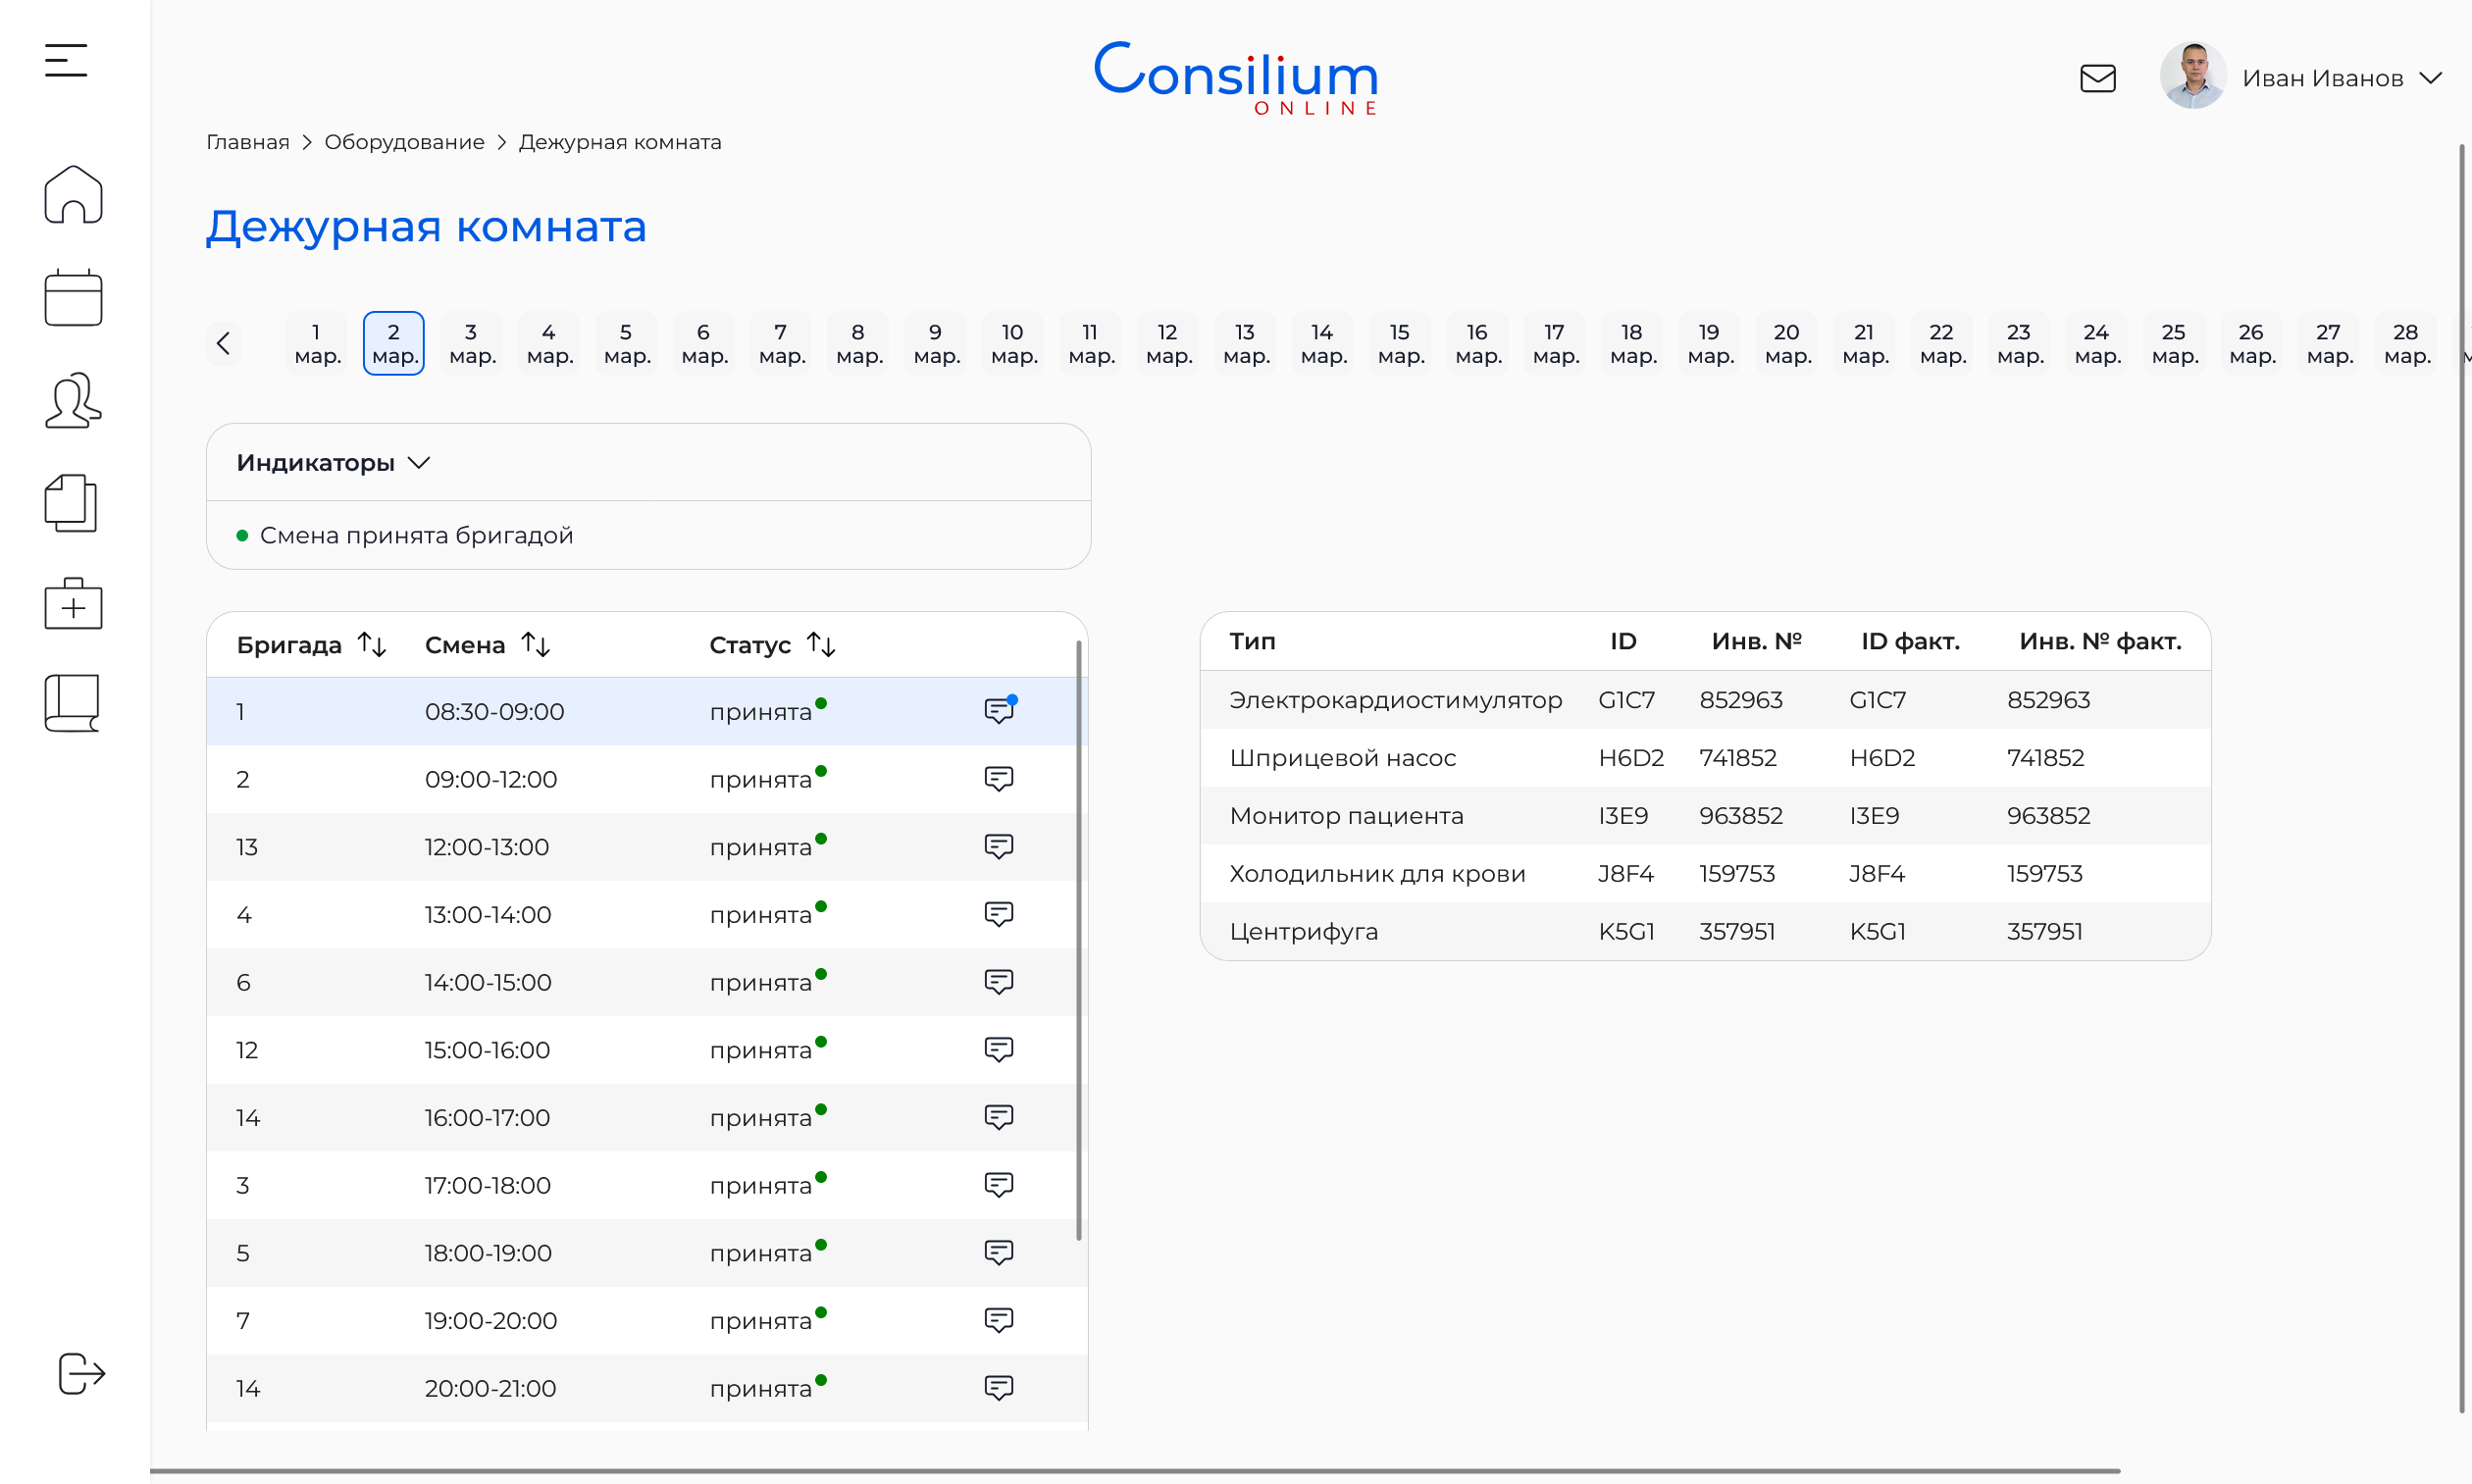 Consilium
ONLINE
Иван Иванов
Главная > Оборудование > Дежурная комната
Дежурная комната
1 мар. 2 мар. 3 мар. 4 мар. 5 мар. 6 мар. 7 мар. 8 мар. 9 мар. 10 мар. 11 мар. 12 мар. 13 мар. 14 мар. 15 мар. 16 мар. 17 мар. 18 мар. 19 мар. 20 мар. 21 мар. 22 мар. 23 мар. 24 мар. 25 мар. 26 мар. 27 мар. 28 мар.
Индикаторы
Смена принята бригадой
Бригада Смена Статус
1 08:30-09:00 принята
2 09:00-12:00 принята
13 12:00-13:00 принята
4 13:00-14:00 принята
6 14:00-15:00 принята
12 15:00-16:00 принята
14 16:00-17:00 принята
3 17:00-18:00 принята
5 18:00-19:00 принята
7 19:00-20:00 принята
14 20:00-21:00 принята
Тип ID Инв. № ID факт. Инв. № факт.
Электрокардиостимулятор G1C7 852963 G1C7 852963
Шприцевой насос H6D2 741852 H6D2 741852
Монитор пациента I3E9 963852 I3E9 963852
Холодильник для крови J8F4 159753 J8F4 159753
Центрифуга K5G1 357951 K5G1 357951